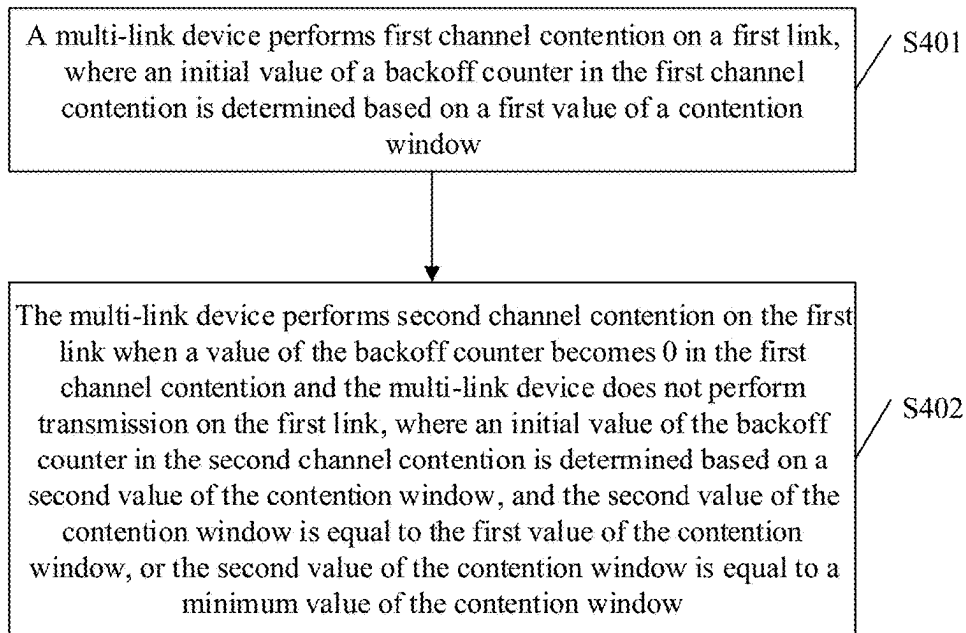 A multi-link device performs first channel contention on a first link,
where an initial value of a backoff counter in the first channel
contention is determined based on a first value of a contention
window
S401
The multi-link device performs second channel contention on the first
link when a value of the backoff counter becomes 0 in the first
channel contention and the multi-link device does not perform
transmission on the first link, where an initial value of the backoff
counter in the second channel contention is determined based on a
second value of the contention window, and the second value of the
contention window is equal to the first value of the contention
window, or the second value of the contention window is equal to a
minimum value of the contention window
S402